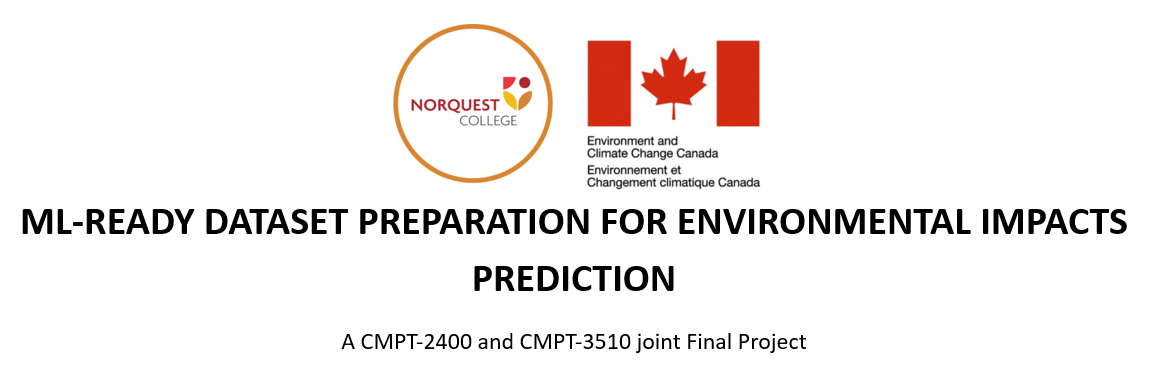 NORQUEST
COLLEGE
Environment and
Climate Change Canada
Environnement et
Changement climatique Canada
ML-READY DATASET PREPARATION FOR ENVIRONMENTAL IMPACTS
PREDICTION
A CMPT-2400 and CMPT-3510 joint Final Project